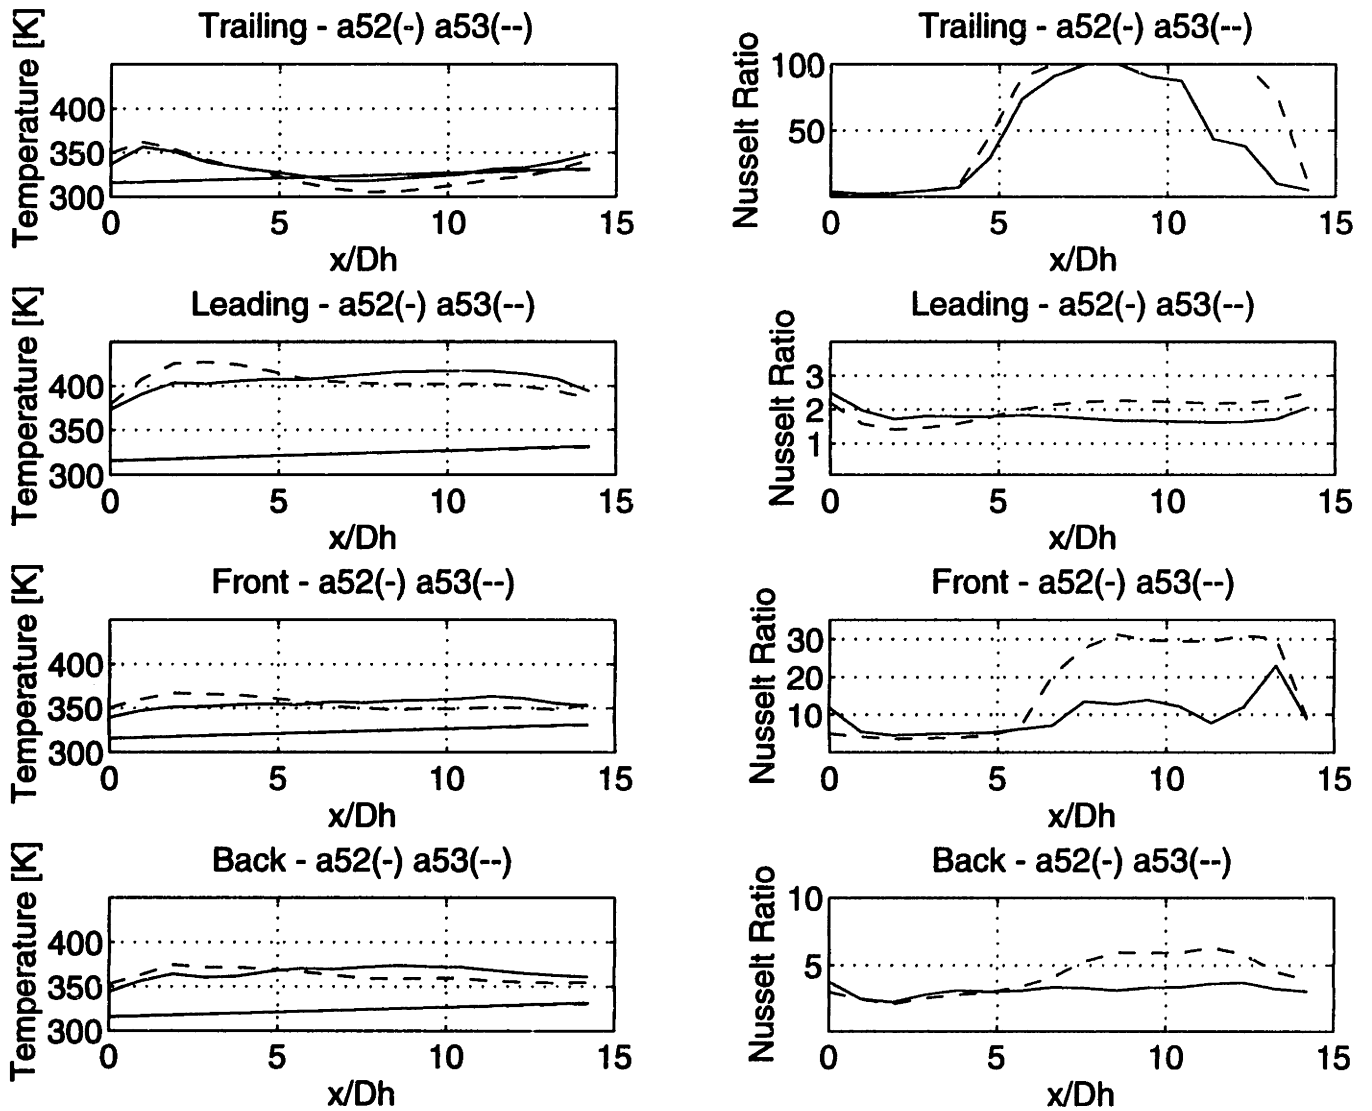 Trailing - a52(-) a53(--)
Temperature [K]
400
350
300
0 5 10 15
x/Dh
Trailing - a52(-) a53(--)
Nusselt Ratio
100
50
0 5 10 15
x/Dh
Leading - a52(-) a53(--)
Temperature [K]
400
350
300
0 5 10 15
x/Dh
Leading - a52(-) a53(--)
Nusselt Ratio
3
2
1
0 5 10 15
x/Dh
Front - a52(-) a53(--)
Temperature [K]
400
350
300
0 5 10 15
x/Dh
Front - a52(-) a53(--)
Nusselt Ratio
30
20
10
0 5 10 15
x/Dh
Back - a52(-) a53(--)
Temperature [K]
400
350
300
0 5 10 15
x/Dh
Back - a52(-) a53(--)
Nusselt Ratio
10
5
0 5 10 15
x/Dh